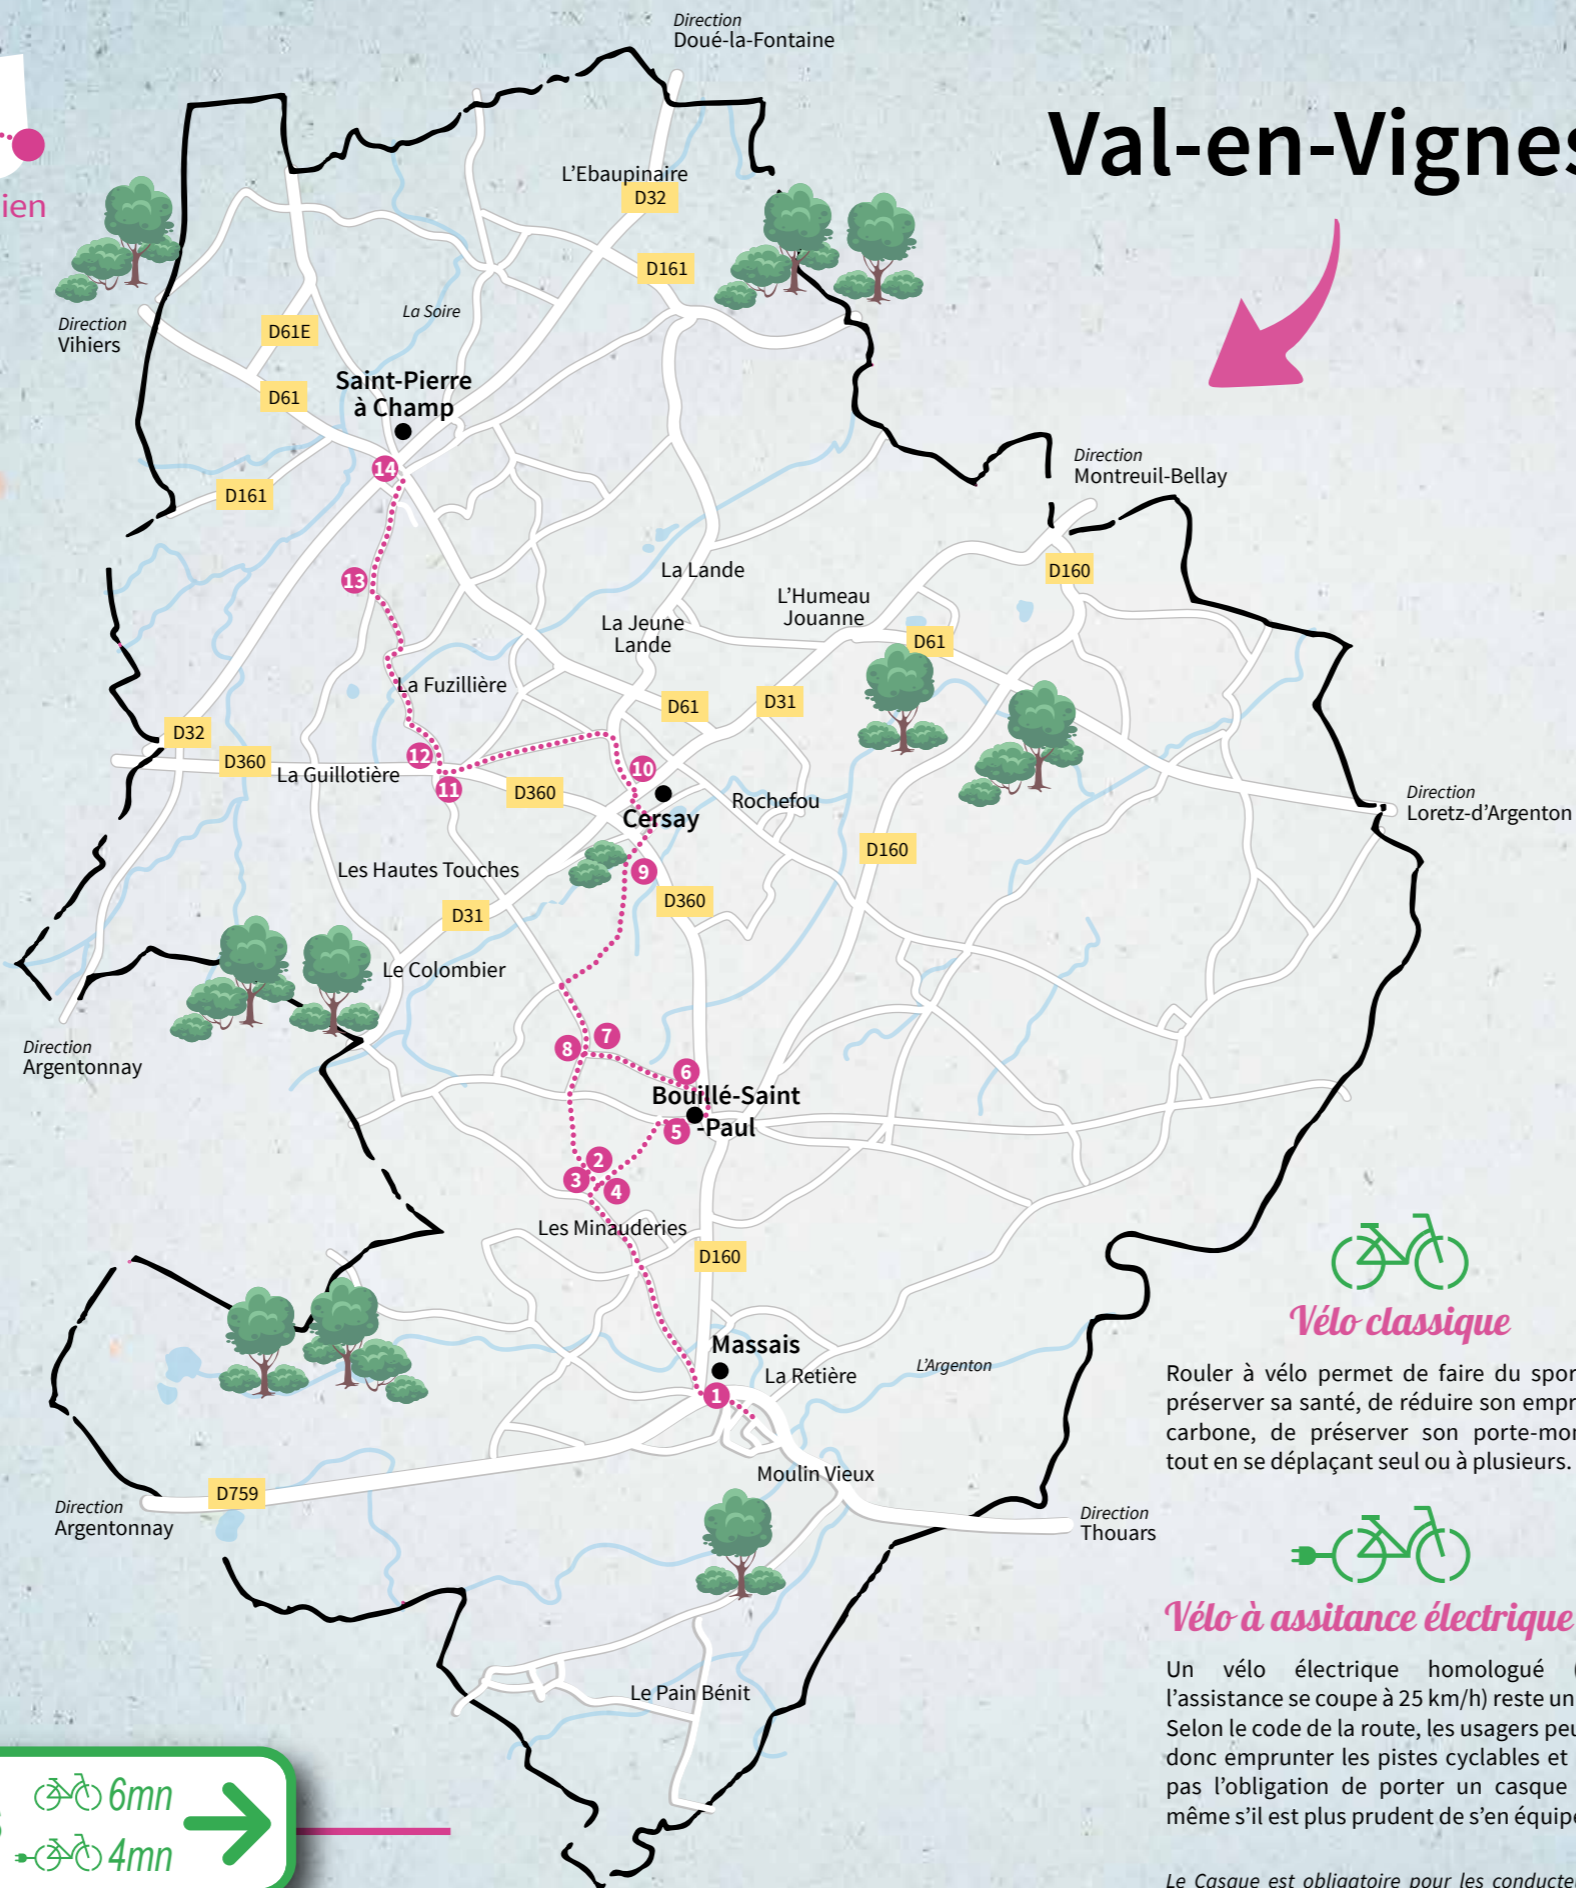 Direction
Doué-la-Fontaine
Val-en-Vignes
L'Ebaupinaire
D32
D161
La Soire
Direction
Vihiers
D61E
D61
Saint-Pierre
à Champ
14
D161
Direction
Montreuil-Bellay
13
La Lande
D160
L'Humeau
Jouanne
La Jeune
Lande
D61
La Fuzillière
D61
D31
D32
D360
La Guillotière
12
11
10
D360
Cersay
Rochefou
Direction
Loretz-d'Argenton
D160
Les Hautes Touches
9
D360
D31
Le Colombier
Direction
Argentonnay
8
7
6
Bouillé-Saint
-Paul
5
2
3
4
Les Minauderies
D160
Massais
La Retière
L'Argenton
1
Moulin Vieux
D759
Direction
Argentonnay
Direction
Thouars
Le Pain Bénit
6mn
4mn
Vélo classique
Rouler à vélo permet de faire du sport
préserver sa santé, de réduire son
carbone, de préserver son
tout en se déplaçant seul ou à plusieurs.
Vélo à assitance électrique
Un vélo électrique homologué
l'assistance se coupe à 25 km/h) reste un
Selon le code de la route, les usagers
donc emprunter les pistes cyclables et
pas l'obligation de porter un casque
même s'il est plus prudent de s'en
Le Casque est obligatoire pour les